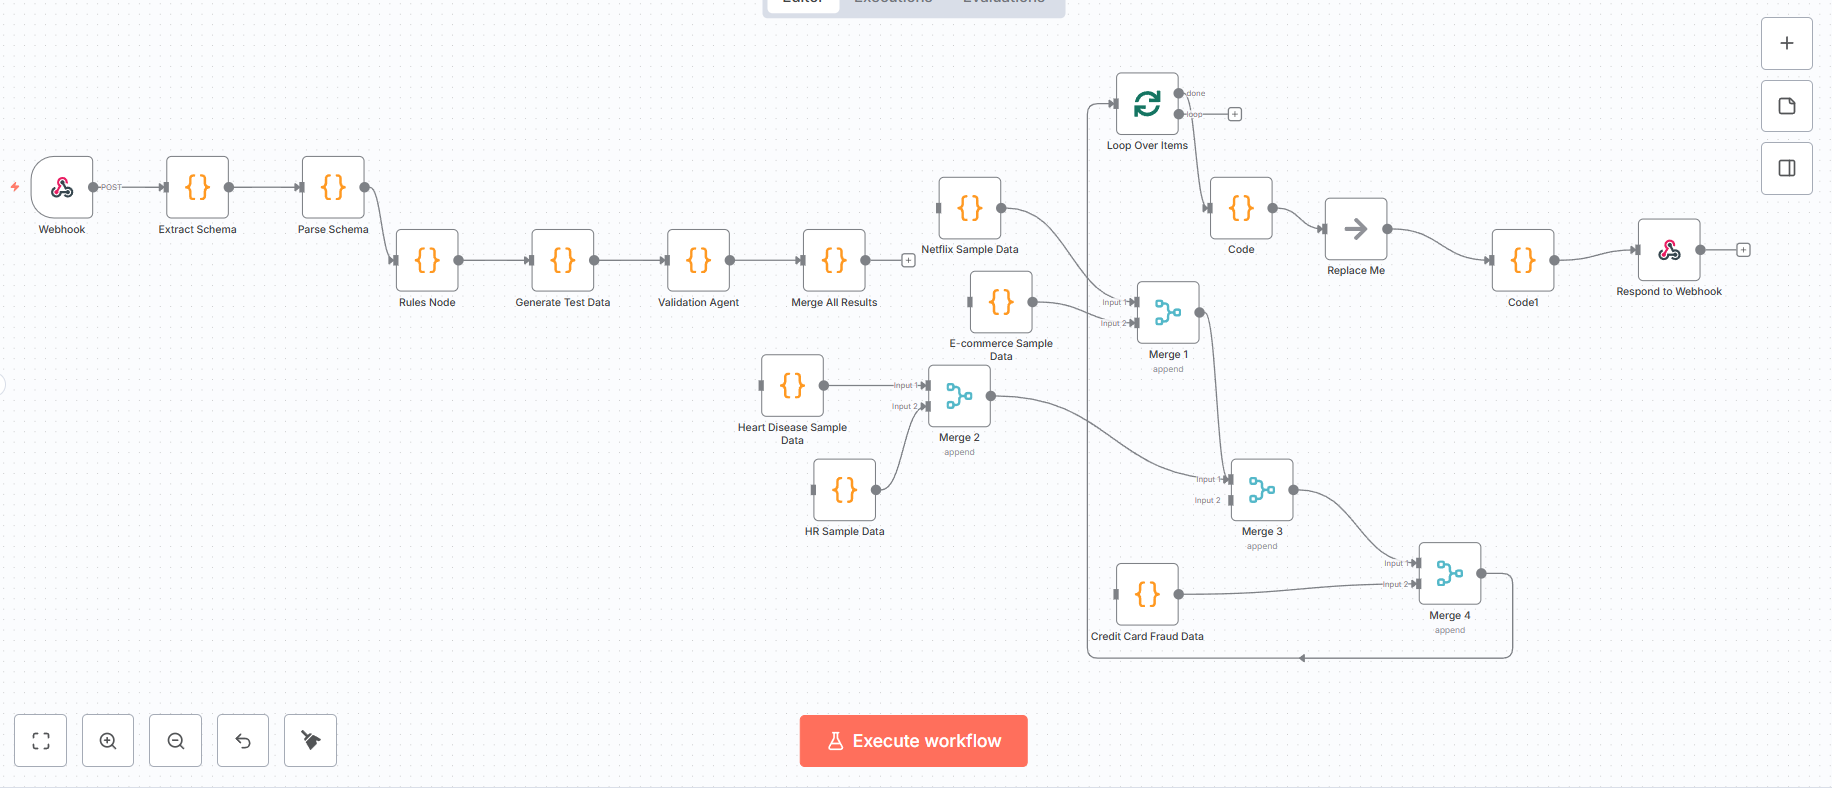 Editor
Executions
Evaluations
done
loop
Loop Over Items
POST
Webhook
Extract Schema
Parse Schema
Netflix Sample Data
Code
Replace Me
Rules Node
Generate Test Data
Validation Agent
Merge All Results
Code1
Respond to Webhook
Input 1
Input 2
E-commerce Sample
Data
Merge 1
append
Input 1
Input 2
Heart Disease Sample
Data
Merge 2
append
HR Sample Data
Input 1
Input 2
Merge 3
append
Input 1
Input 2
Credit Card Fraud Data
Merge 4
append
Execute workflow